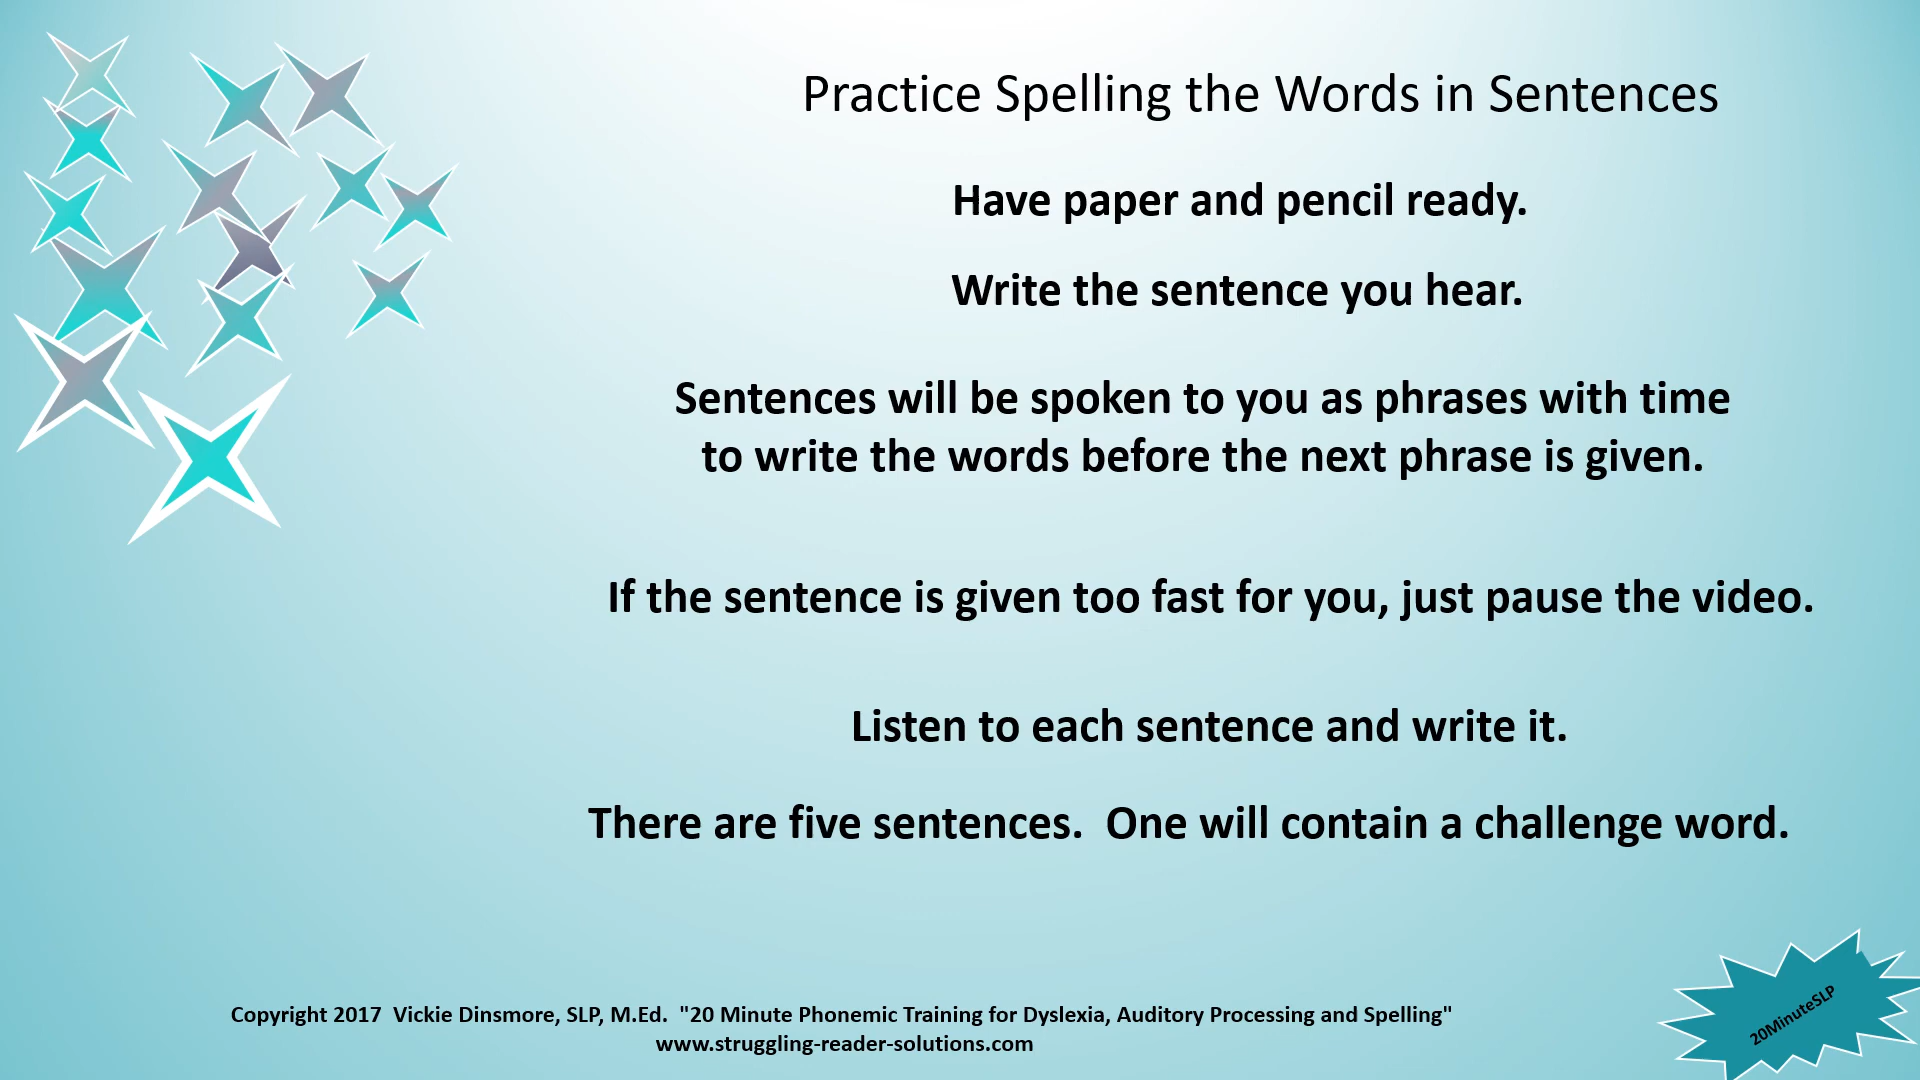 Practice Spelling the Words in Sentences
Have paper and pencil ready.
Write the sentence you hear.
Sentences will be spoken to you as phrases with time
to write the words before the next phrase is given.
If the sentence is given too fast for you, just pause the video.
Listen to each sentence and write it.
There are five sentences.  One will contain a challenge word.
Copyright 2017  Vickie Dinsmore, SLP, M.Ed.  "20 Minute Phonemic Training for Dyslexia, Auditory Processing and Spelling"
www.struggling-reader-solutions.com
20MinuteSLP